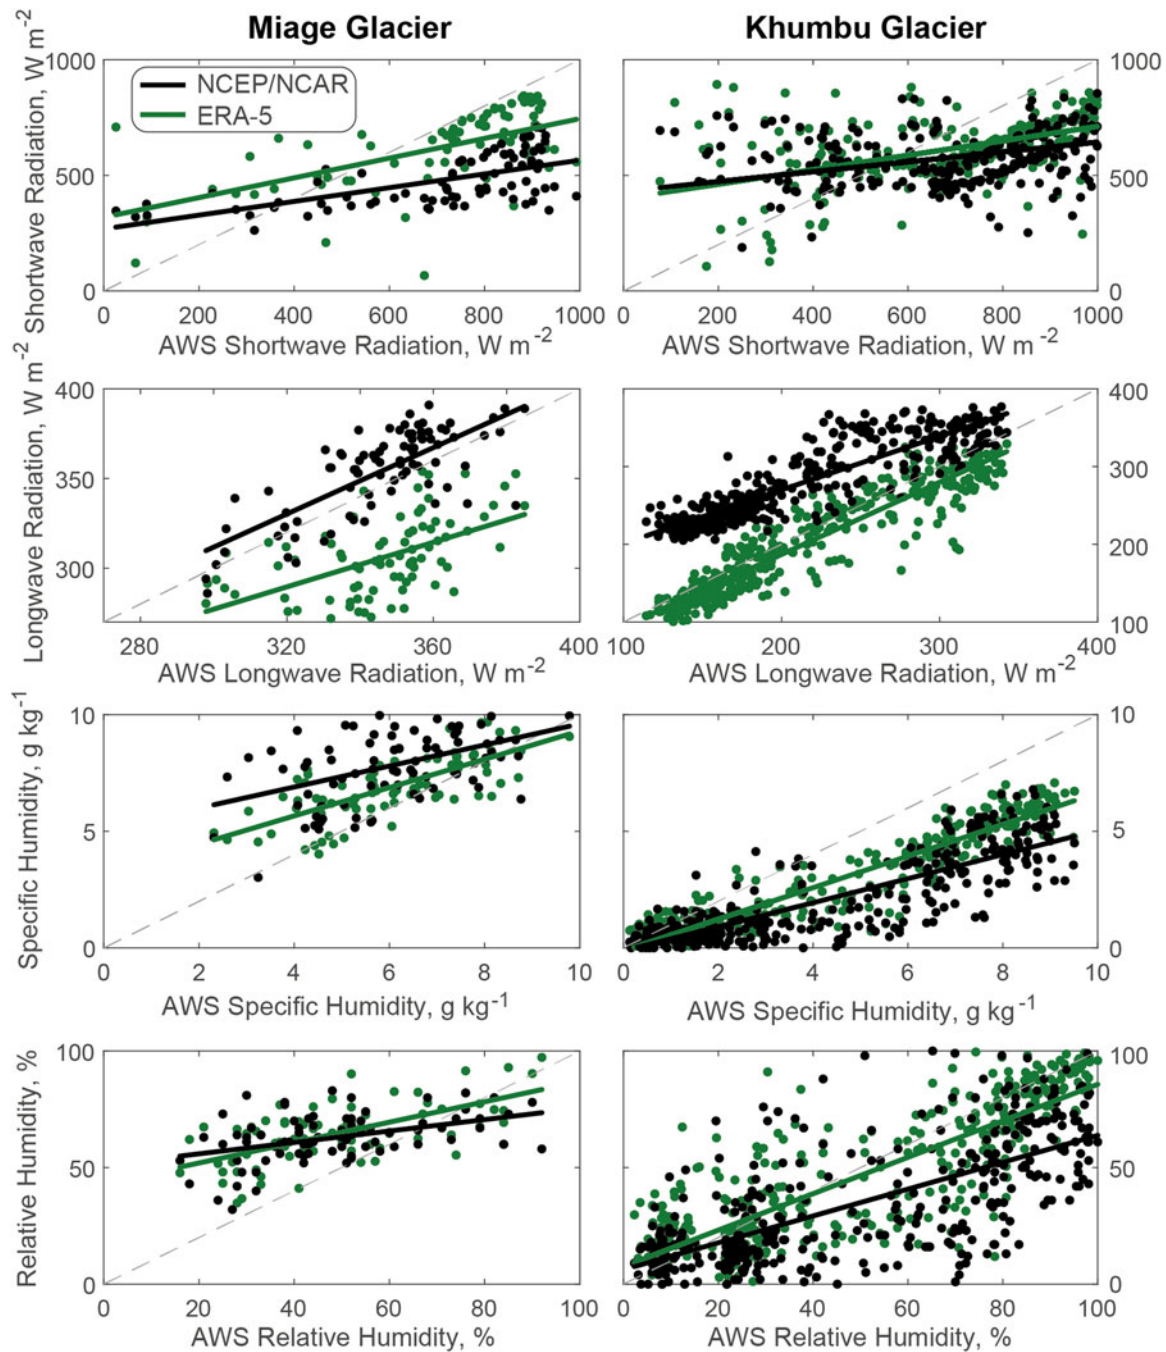 Miage Glacier
Khumbu Glacier
Shortwave Radiation, W m-2
1000
500
0
NCEP/NCAR
ERA-5
0 200 400 600 800 1000
AWS Shortwave Radiation, W m-2
1000
500
0
0 200 400 600 800 1000
AWS Shortwave Radiation, W m-2
Longwave Radiation, W m-2
400
350
300
280 320 360 400
AWS Longwave Radiation, W m-2
400
300
200
100
100 200 300 400
AWS Longwave Radiation, W m-2
Specific Humidity, g kg-1
10
5
0
0 2 4 6 8 10
AWS Specific Humidity, g kg-1
10
5
0
0 2 4 6 8 10
AWS Specific Humidity, g kg-1
Relative Humidity, %
100
50
0
0 20 40 60 80 100
AWS Relative Humidity, %
100
50
0
0 20 40 60 80 100
AWS Relative Humidity, %